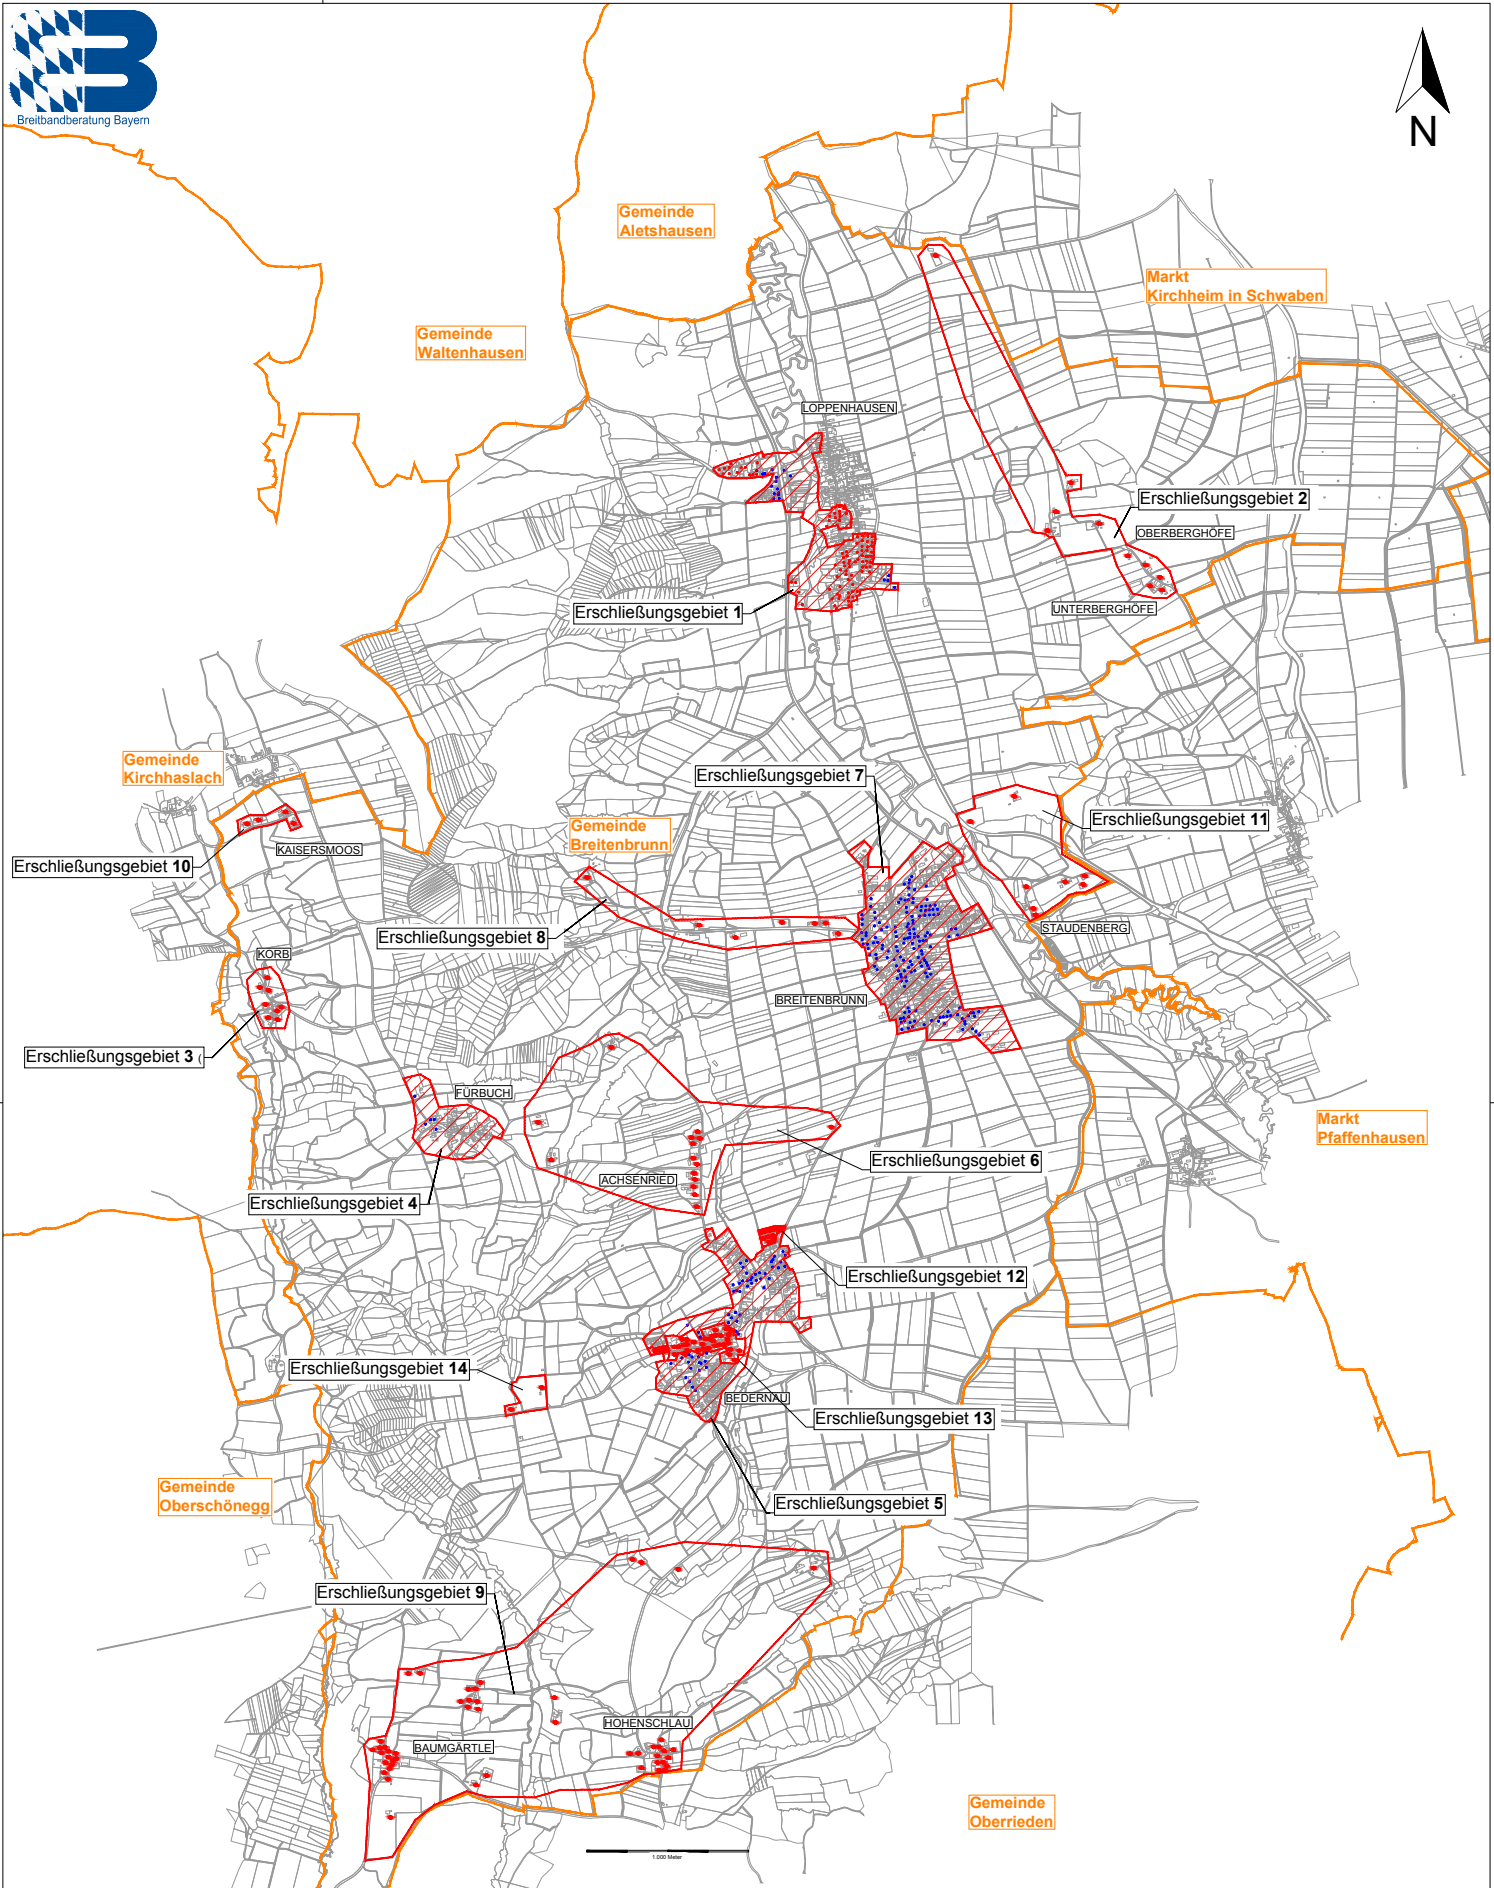 Breitbandberatung Bayern
N
Gemeinde
Aletshausen
Markt
Kirchheim in Schwaben
Gemeinde
Waltenhausen
LOPPENHAUSEN
Erschließungsgebiet 2
OBERBERGHÖFE
Erschließungsgebiet 1
UNTERBERGHÖFE
Gemeinde
Kirchhaslach
Erschließungsgebiet 7
Erschließungsgebiet 11
Gemeinde
Breitenbrunn
KAISERSMOOS
Erschließungsgebiet 10
STAUDENBERG
Erschließungsgebiet 8
KORB
BREITENBRUNN
Erschließungsgebiet 3
FÜRBUCH
Markt
Pfaffenhausen
Erschließungsgebiet 6
ACHSENRIED
Erschließungsgebiet 4
Erschließungsgebiet 12
Erschließungsgebiet 14
BEDERNAU
Erschließungsgebiet 13
Gemeinde
Oberschönegg
Erschließungsgebiet 5
Erschließungsgebiet 9
HOHENSCHLAU
BAUMGÄRTLE
Gemeinde
Oberrieden
1.000 Meter